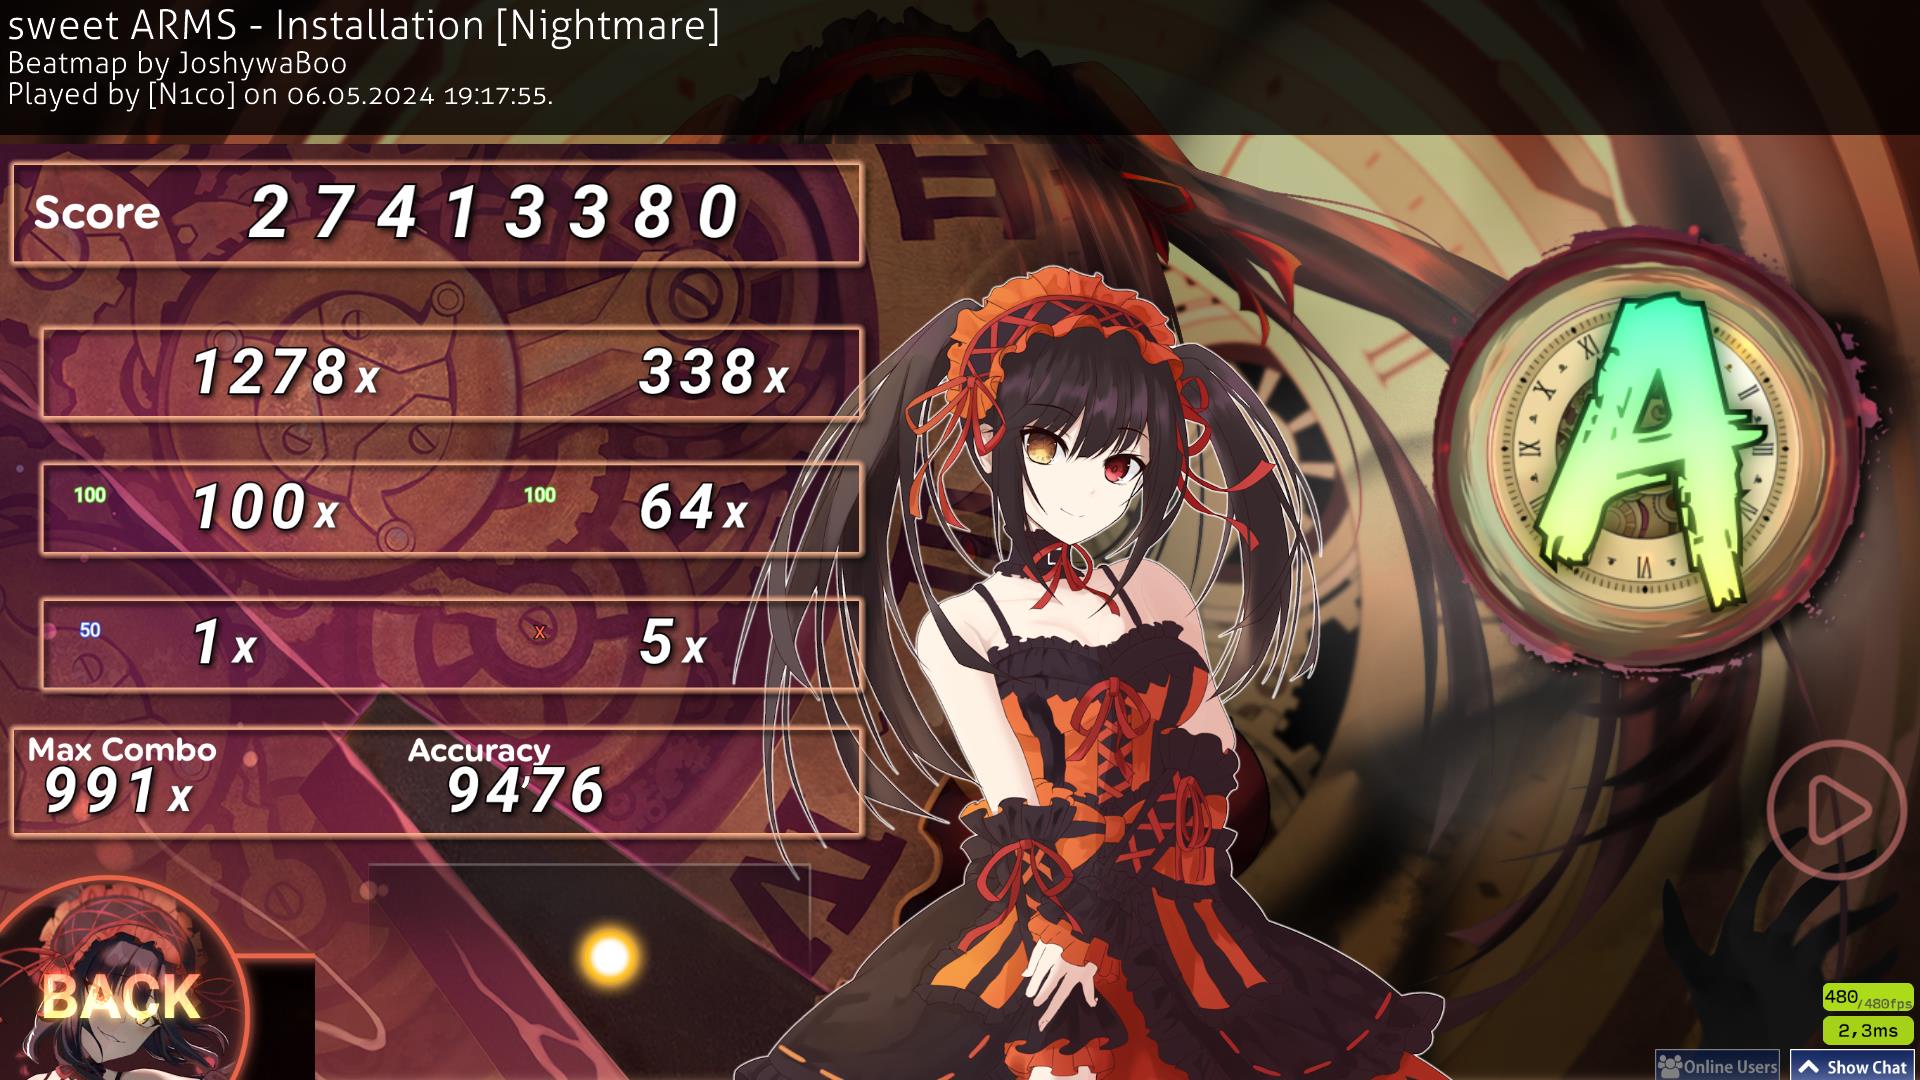 sweet ARMS - Installation [Nightmare]
Beatmap by JoshywaBoo
Played by [N1co] on 06.05.2024 19:17:55.
Score 27413380
1278x 338x
100 100x 100 64x
50 1x x 5x
Max Combo Accuracy
991x 94,76
A
BACK
480/480fps
2,3ms
Online Users Show Chat